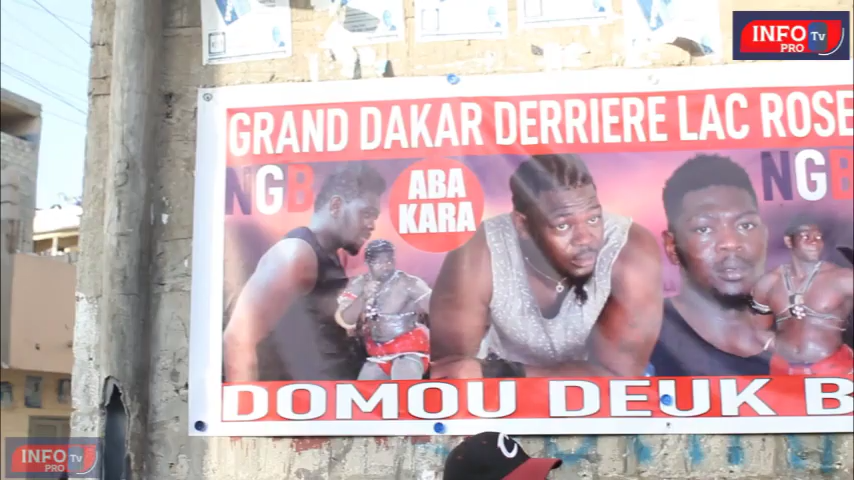 INFO Tv
PRO
GRAND DAKAR DERRIERE LAC ROSE
NGB
ABA
KARA
NGB
DOMOU DEUK B
INFO Tv
PRO